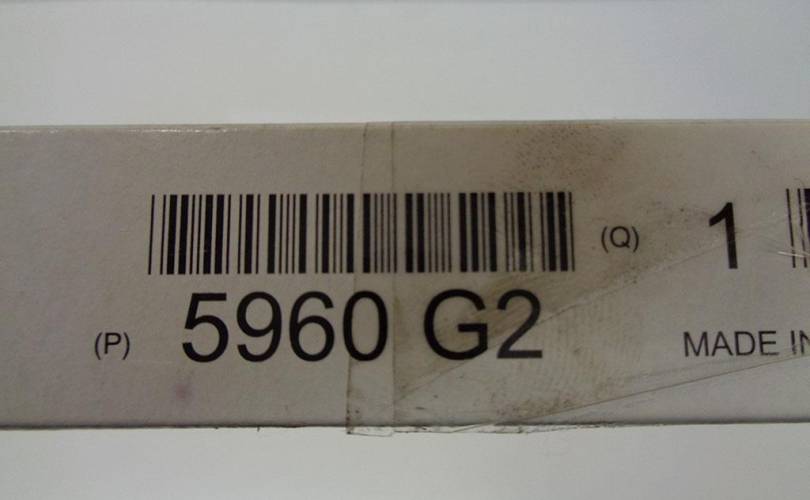 (Q) 1
(P) 5960 G2
MADE IN